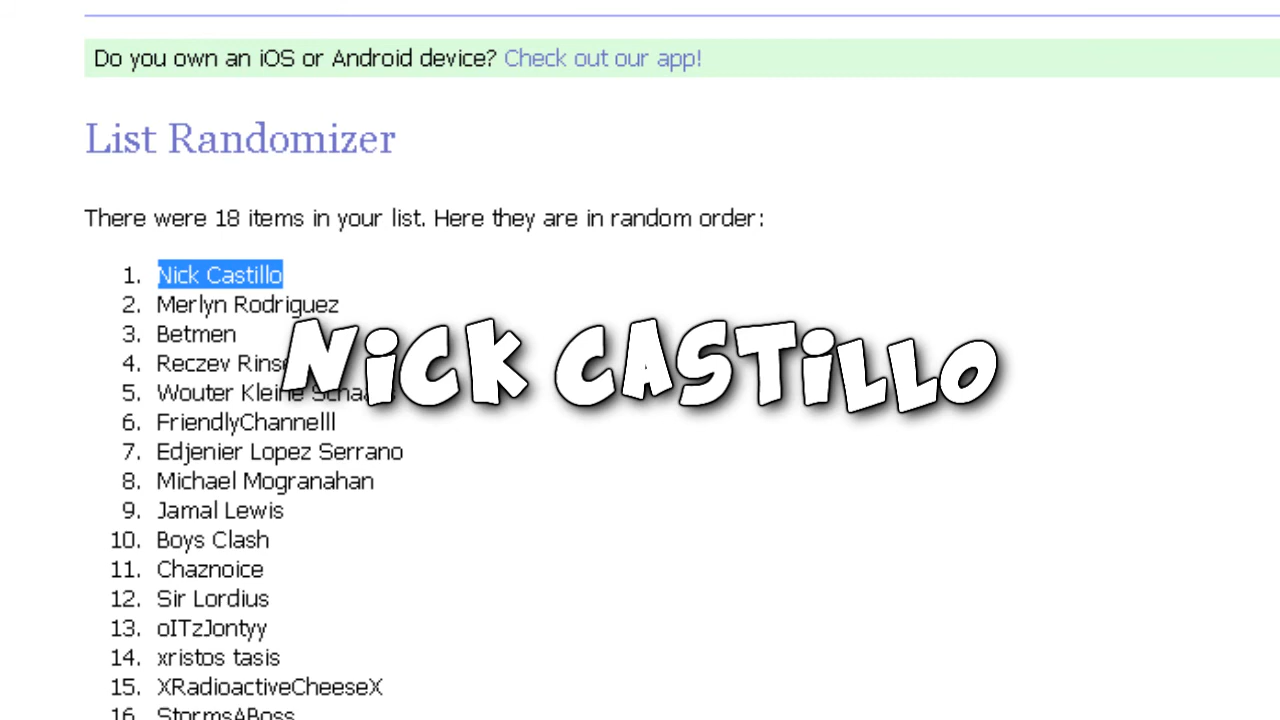 Do you own an iOS or Android device? Check out our app!
List Randomizer
There were 18 items in your list. Here they are in random order:
1. Nick Castillo
2. Merlyn Rodriguez
3. Betmen
4. Reczev
NiCK CASTiLLO
5. Wouter Kleine
6. FriendlyChannelll
7. Edjenier Lopez Serrano
8. Michael Mogranahan
9. Jamal Lewis
10. Boys Clash
11. Chaznoice
12. Sir Lordius
13. oITzJontyy
14. xristos tasis
15. XRadioactiveCheeseX
16. StormsABoss